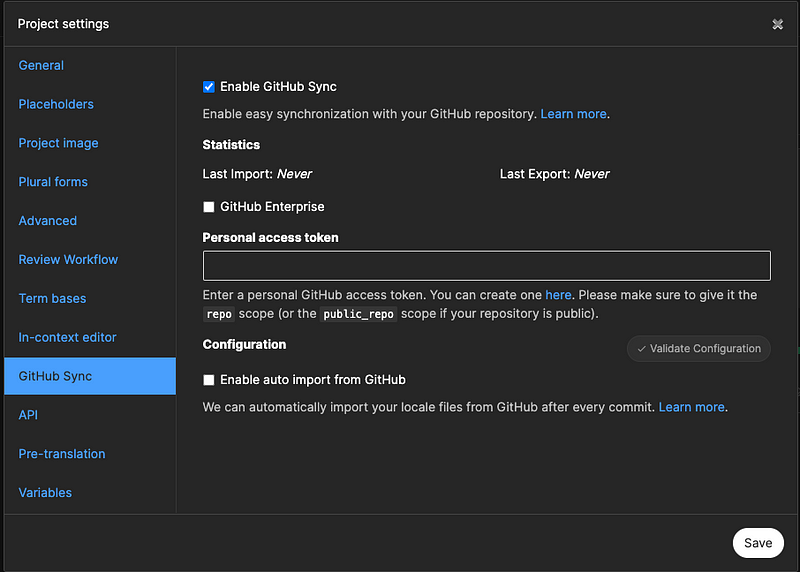 Project settings
General
Placeholders
Project image
Plural forms
Advanced
Review Workflow
Term bases
In-context editor
GitHub Sync
API
Pre-translation
Variables
Enable GitHub Sync
Enable easy synchronization with your GitHub repository. Learn more.
Statistics
Last Import: Never Last Export: Never
GitHub Enterprise
Personal access token
Enter a personal GitHub access token. You can create one here. Please make sure to give it the
repo scope (or the public_repo scope if your repository is public).
Configuration
Validate Configuration
Enable auto import from GitHub
We can automatically import your locale files from GitHub after every commit. Learn more.
Save